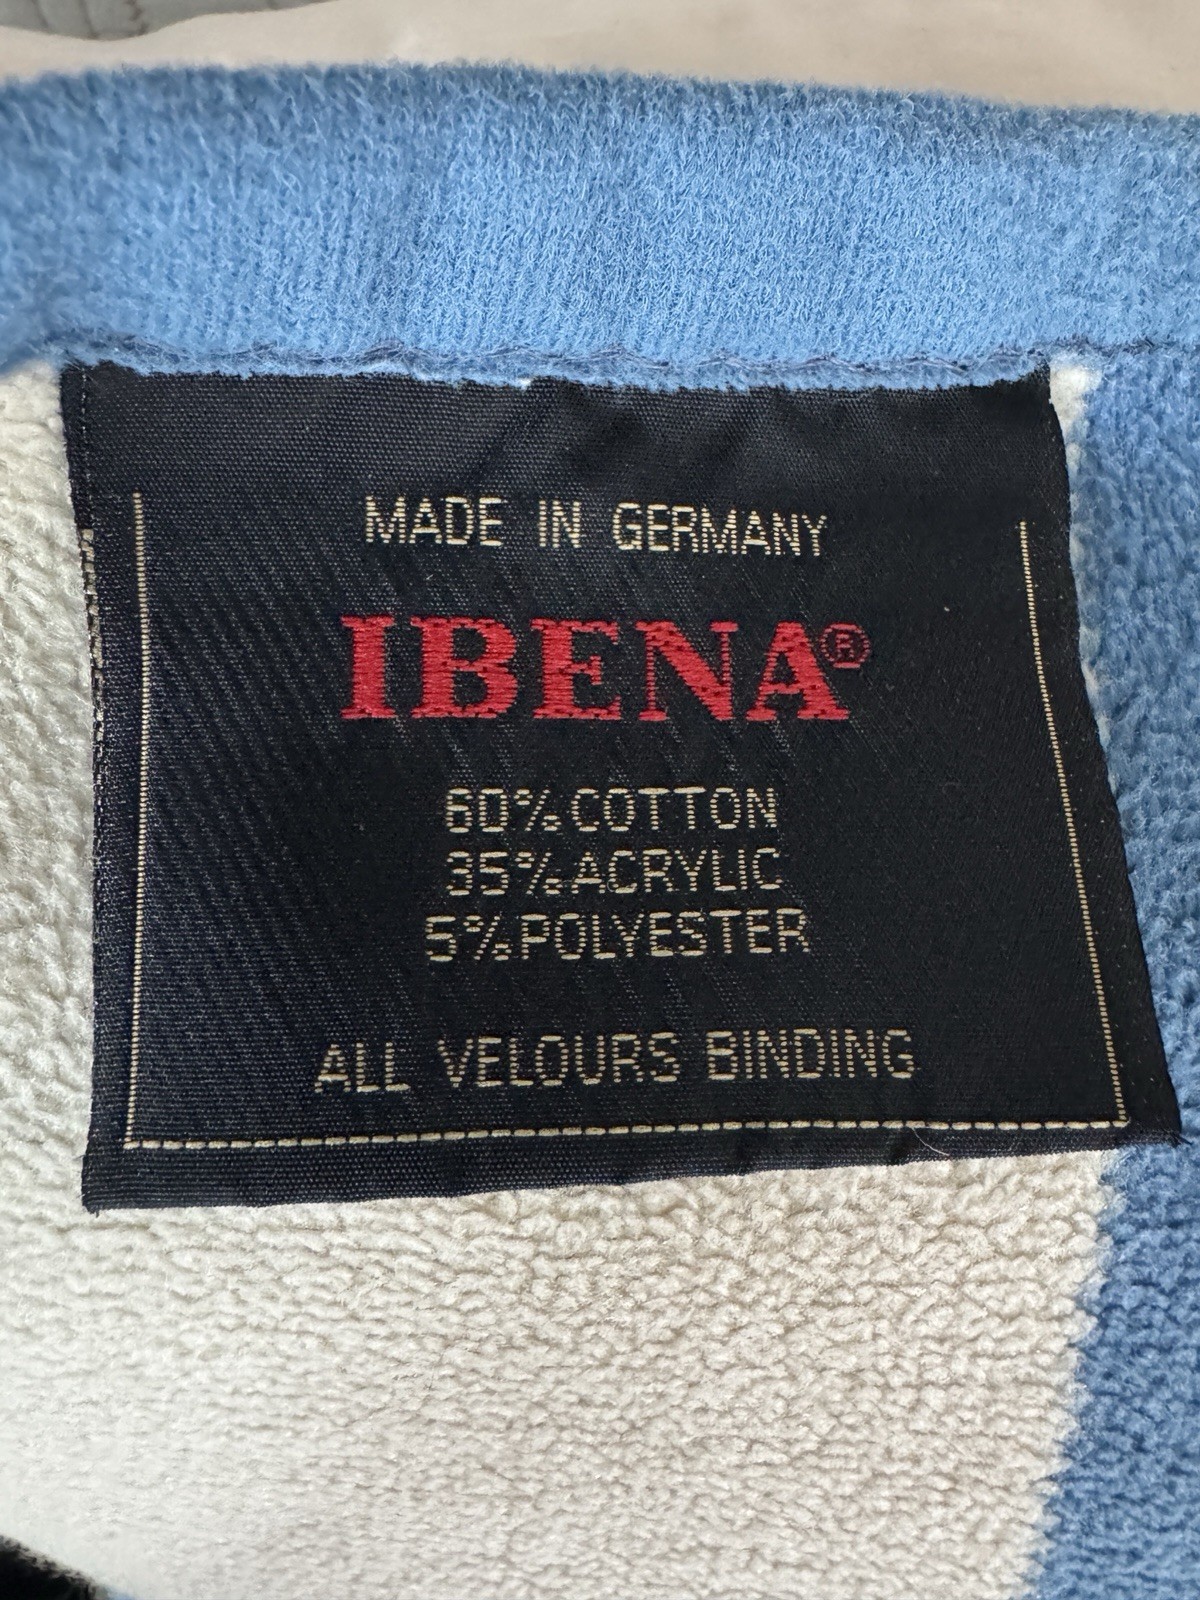 MADE IN GERMANY
IBENA®
60% COTTON
35% ACRYLIC
5% POLYESTER
ALL VELOURS BINDING